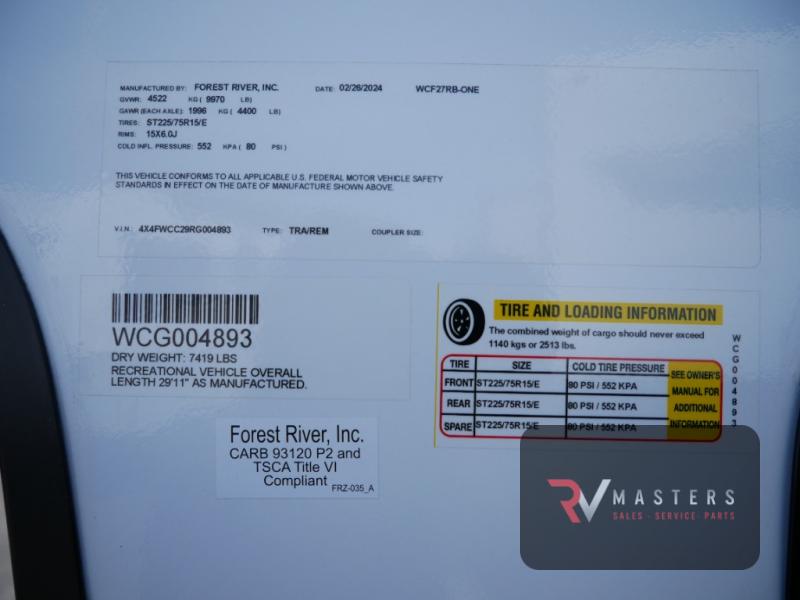 MANUFACTURED BY: FOREST RIVER, INC. DATE: 02/26/2024 WCF27RB-ONE
GVWR: 4522 KG ( 9970 LB)
GAWR (EACH AXLE): 1996 KG ( 4400 LB)
TIRES: ST225/75R15/E
RIMS: 15X6.0J
COLD INFL. PRESSURE: 552 KPA ( 80 PSI )
THIS VEHICLE CONFORMS TO ALL APPLICABLE U.S. FEDERAL MOTOR VEHICLE SAFETY
STANDARDS IN EFFECT ON THE DATE OF MANUFACTURE SHOWN ABOVE.
V.I.N.: 4X4FWCC29RG004893 TYPE: TRA/REM COUPLER SIZE:
WCG004893
DRY WEIGHT: 7419 LBS
RECREATIONAL VEHICLE OVERALL
LENGTH 29'11" AS MANUFACTURED.
TIRE AND LOADING INFORMATION
The combined weight of cargo should never exceed
1140 kgs or 2513 lbs.
TIRE SIZE COLD TIRE PRESSURE
FRONT ST225/75R15/E 80 PSI / 552 KPA
REAR ST225/75R15/E 80 PSI / 552 KPA
SPARE ST225/75R15/E 80 PSI / 552 KPA
SEE OWNER'S
MANUAL FOR
ADDITIONAL
INFORMATION
WCG004893
Forest River, Inc.
CARB 93120 P2 and
TSCA Title VI
Compliant
FRZ-035_A
RV MASTERS
SALES - SERVICE - PARTS